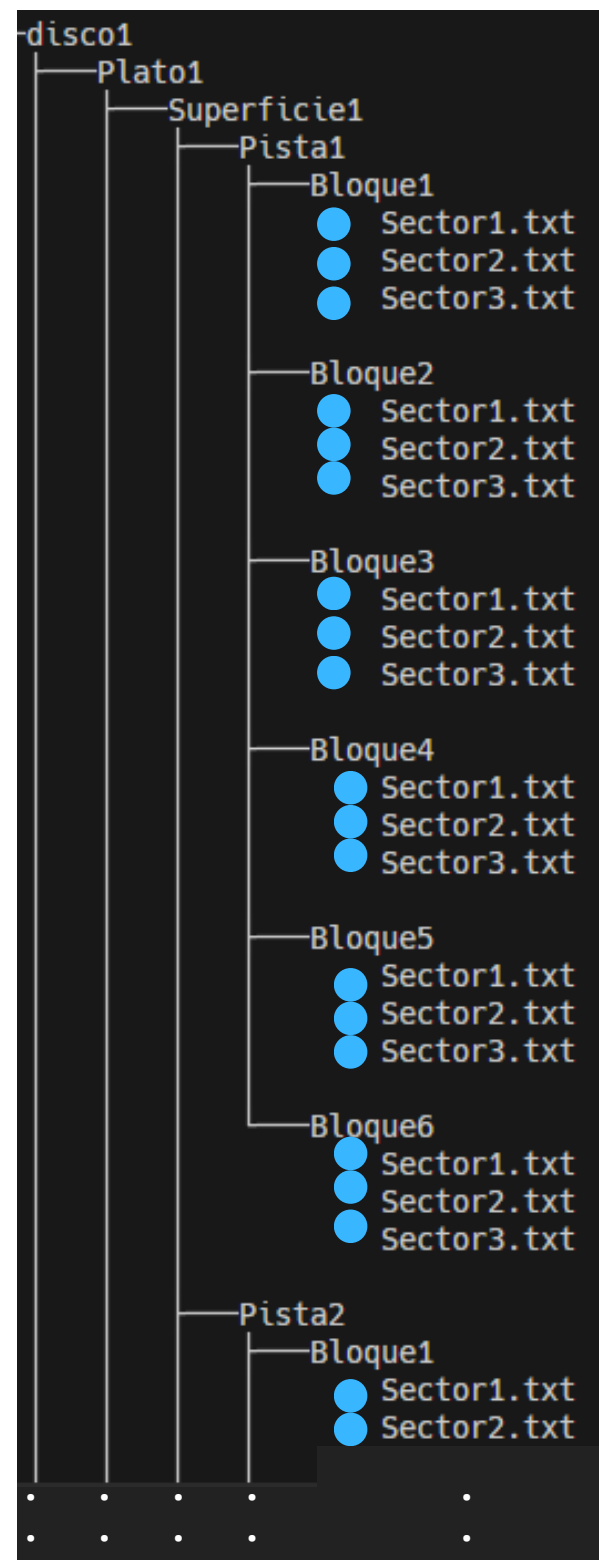 disco1
Plato1
Superficie1
Pista1
Bloque1
Sector1.txt
Sector2.txt
Sector3.txt
Bloque2
Sector1.txt
Sector2.txt
Sector3.txt
Bloque3
Sector1.txt
Sector2.txt
Sector3.txt
Bloque4
Sector1.txt
Sector2.txt
Sector3.txt
Bloque5
Sector1.txt
Sector2.txt
Sector3.txt
Bloque6
Sector1.txt
Sector2.txt
Sector3.txt
Pista2
Bloque1
Sector1.txt
Sector2.txt